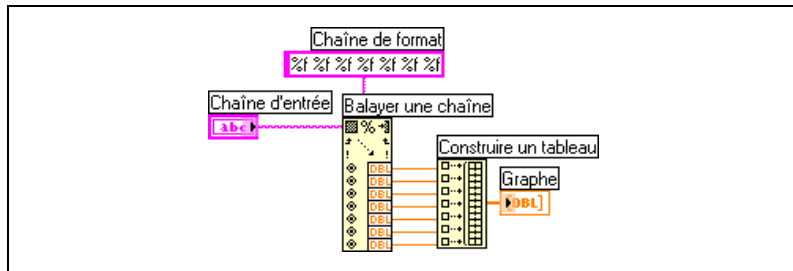 Chaîne de format
%f %f %f %f %f %f %f
Chaîne d'entrée
abc
Balayer une chaîne
%
DBL
DBL
DBL
DBL
DBL
DBL
DBL
Construire un tableau
Graphe
DBL]